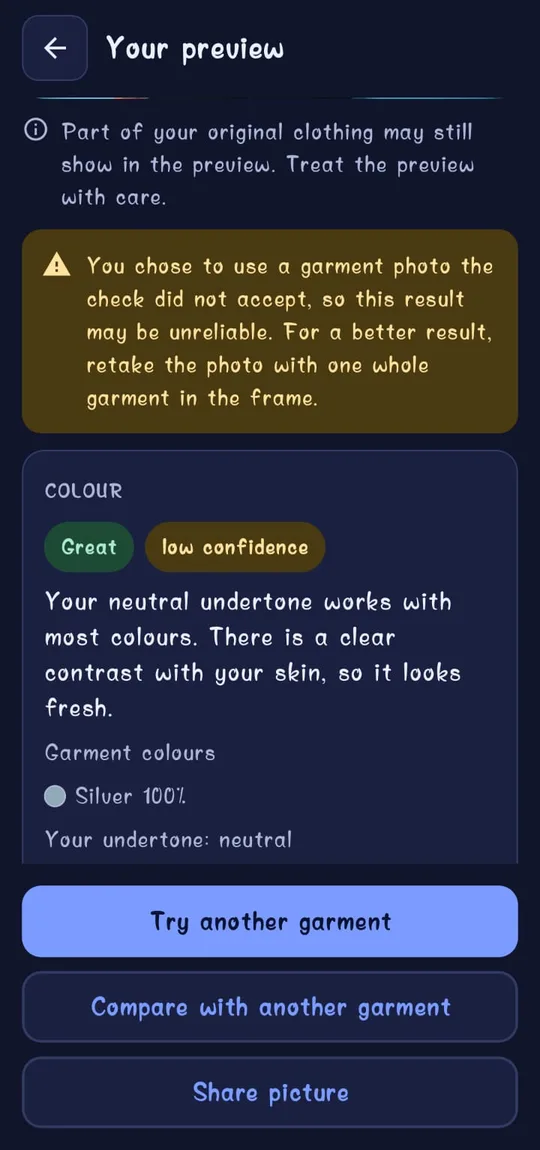 Your preview
Part of your original clothing may still
show in the preview. Treat the preview
with care.
You chose to use a garment photo the
check did not accept, so this result
may be unreliable. For a better result,
retake the photo with one whole
garment in the frame.
COLOUR
Great
low confidence
Your neutral undertone works with
most colours. There is a clear
contrast with your skin, so it looks
fresh.
Garment colours
Silver 100%
Your undertone: neutral
Try another garment
Compare with another garment
Share picture